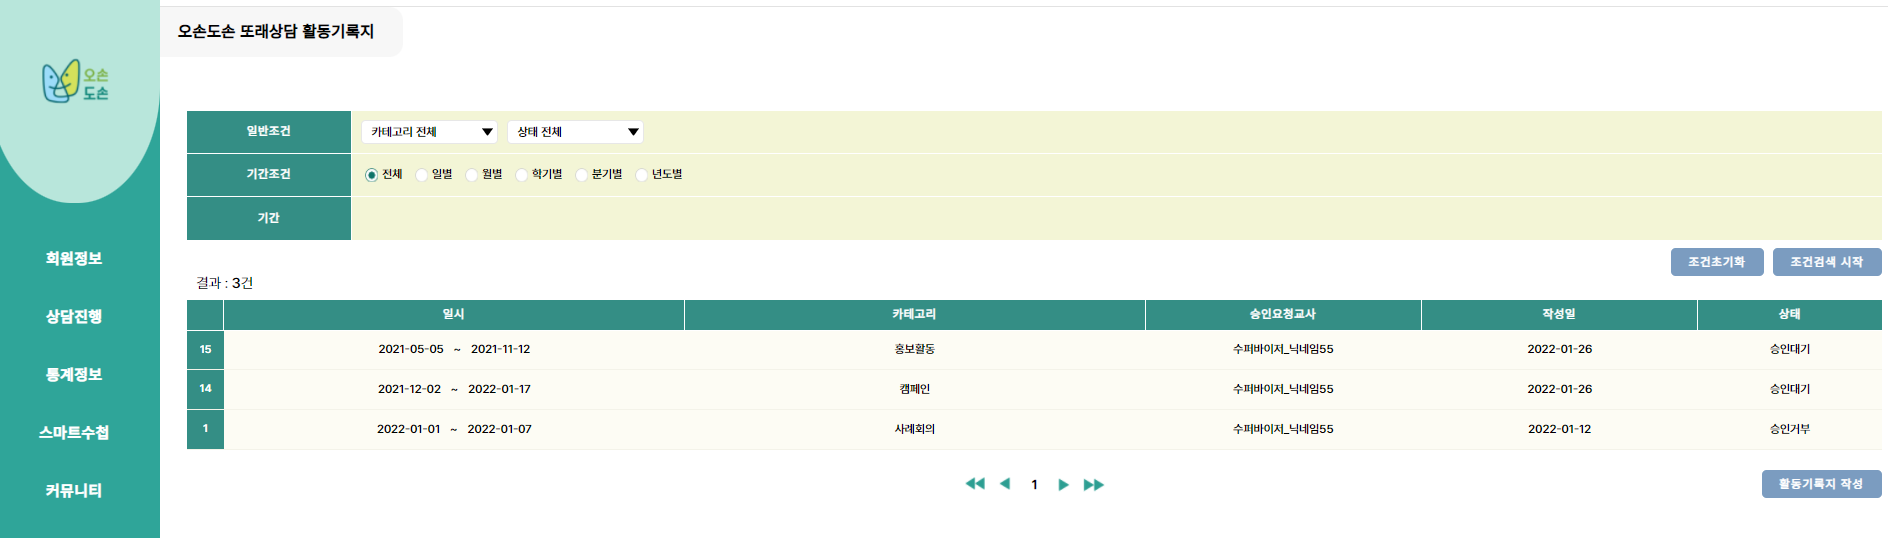 오손도손 또래상담 활동기록지
오손
도손
회원정보
상담진행
통계정보
스마트수첩
커뮤니티
일반조건 카테고리 전체 상태 전체
기간조건 전체 일별 월별 학기별 분기별 년도별
기간
조건초기화 조건검색 시작
결과 : 3건
일시 카테고리 승인요청교사 작성일 상태
15 2021-05-05 ~ 2021-11-12 홍보활동 수퍼바이저_닉네임55 2022-01-26 승인대기
14 2021-12-02 ~ 2022-01-17 캠페인 수퍼바이저_닉네임55 2022-01-26 승인대기
1 2022-01-01 ~ 2022-01-07 사례회의 수퍼바이저_닉네임55 2022-01-12 승인거부
1
활동기록지 작성